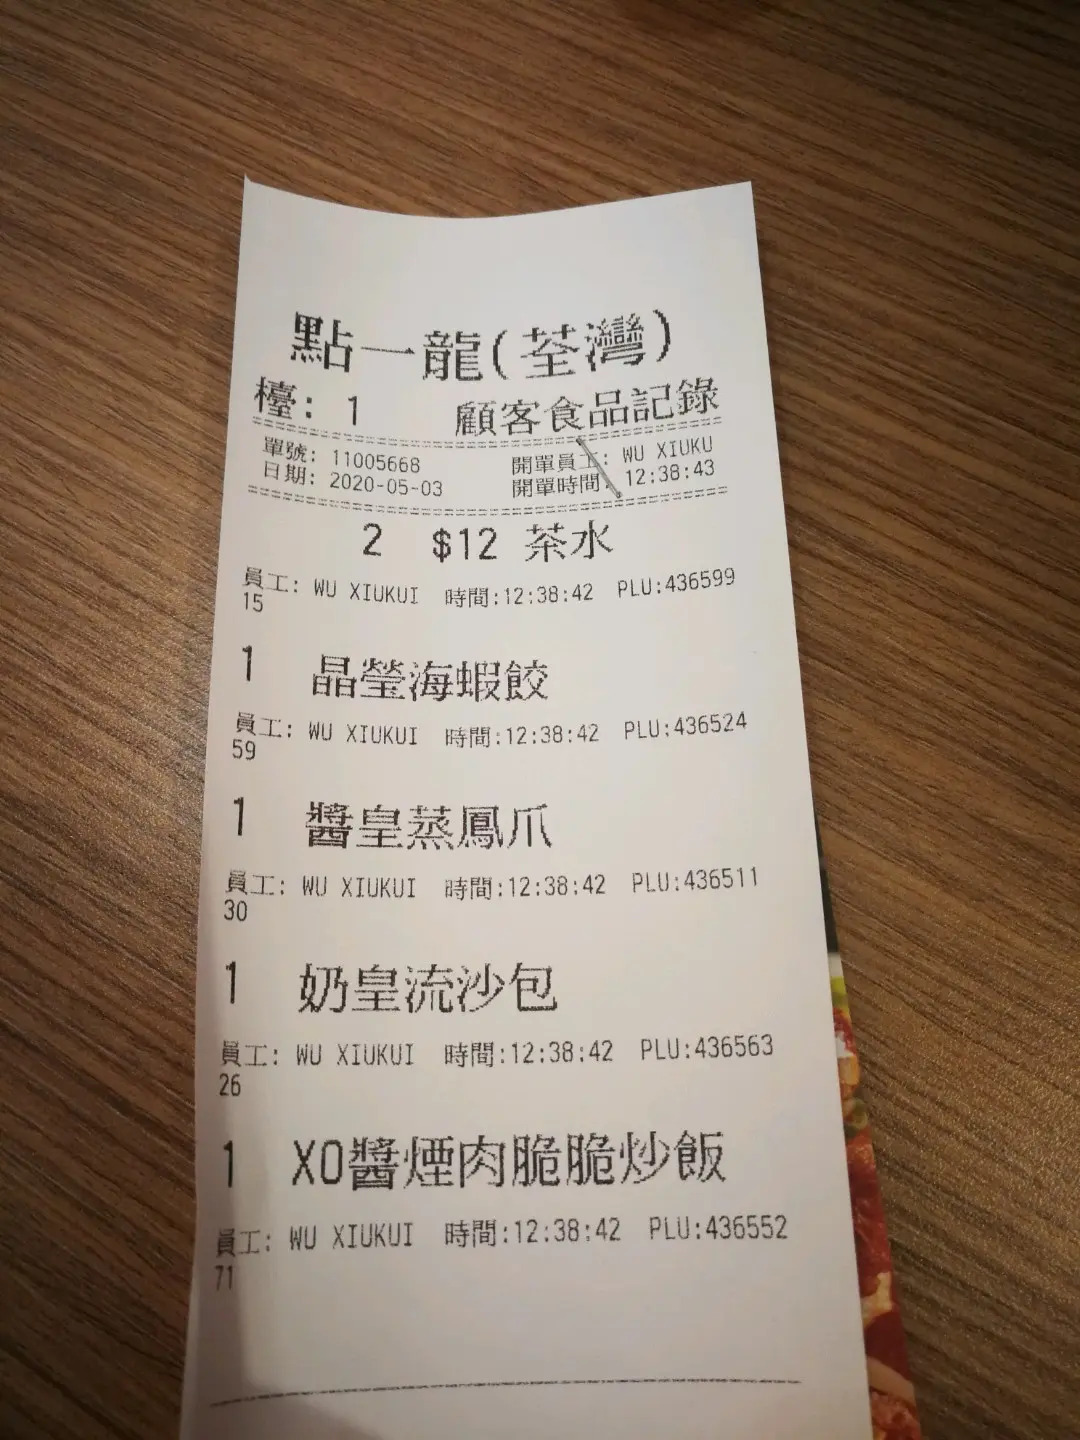 點一龍(荃灣)
檯: 1 顧客食品記錄
單號: 11005668 開單員工: WU XIUKU
日期: 2020-05-03 開單時間: 12:38:43
2 $12 茶水
員工: WU XIUKUI 時間:12:38:42 PLU:436599
15
1 晶瑩海蝦餃
員工: WU XIUKUI 時間:12:38:42 PLU:436524
59
1 醬皇蒸鳳爪
員工: WU XIUKUI 時間:12:38:42 PLU:436511
30
1 奶皇流沙包
員工: WU XIUKUI 時間:12:38:42 PLU:436563
26
1 XO醬煙肉脆脆炒飯
員工: WU XIUKUI 時間:12:38:42 PLU:436552
71